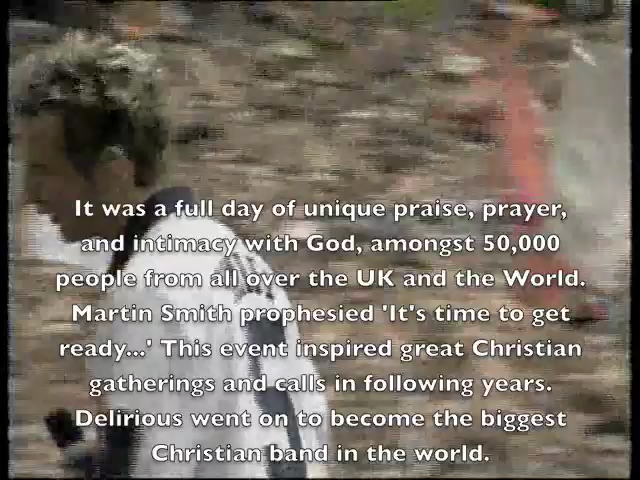 It was a full day of unique praise, prayer,
and intimacy with God, amongst 50,000
people from all over the UK and the World.
Martin Smith prophesied 'It's time to get
ready...' This event inspired great Christian
gatherings and calls in following years.
Delirious went on to become the biggest
Christian band in the world.